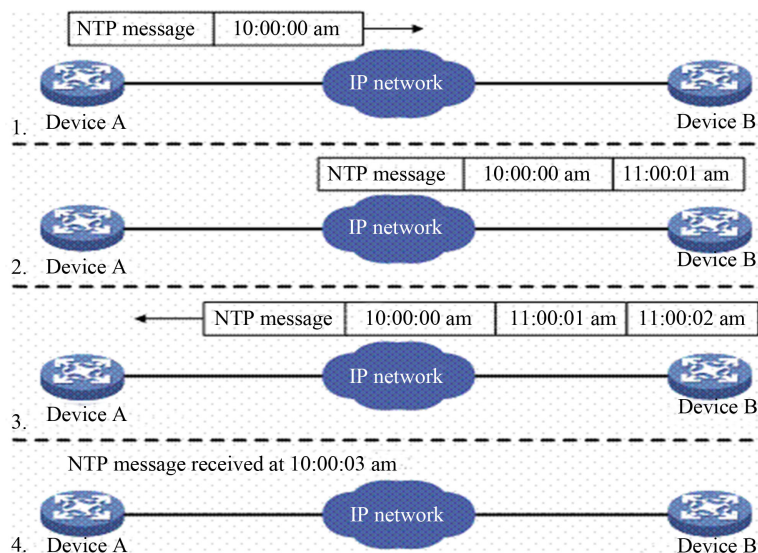 NTP message 10:00:00 am
IP network
Device A
Device B
1.
NTP message 10:00:00 am 11:00:01 am
IP network
Device A
Device B
2.
NTP message 10:00:00 am 11:00:01 am 11:00:02 am
IP network
Device A
Device B
3.
NTP message received at 10:00:03 am
IP network
4. Device A
Device B